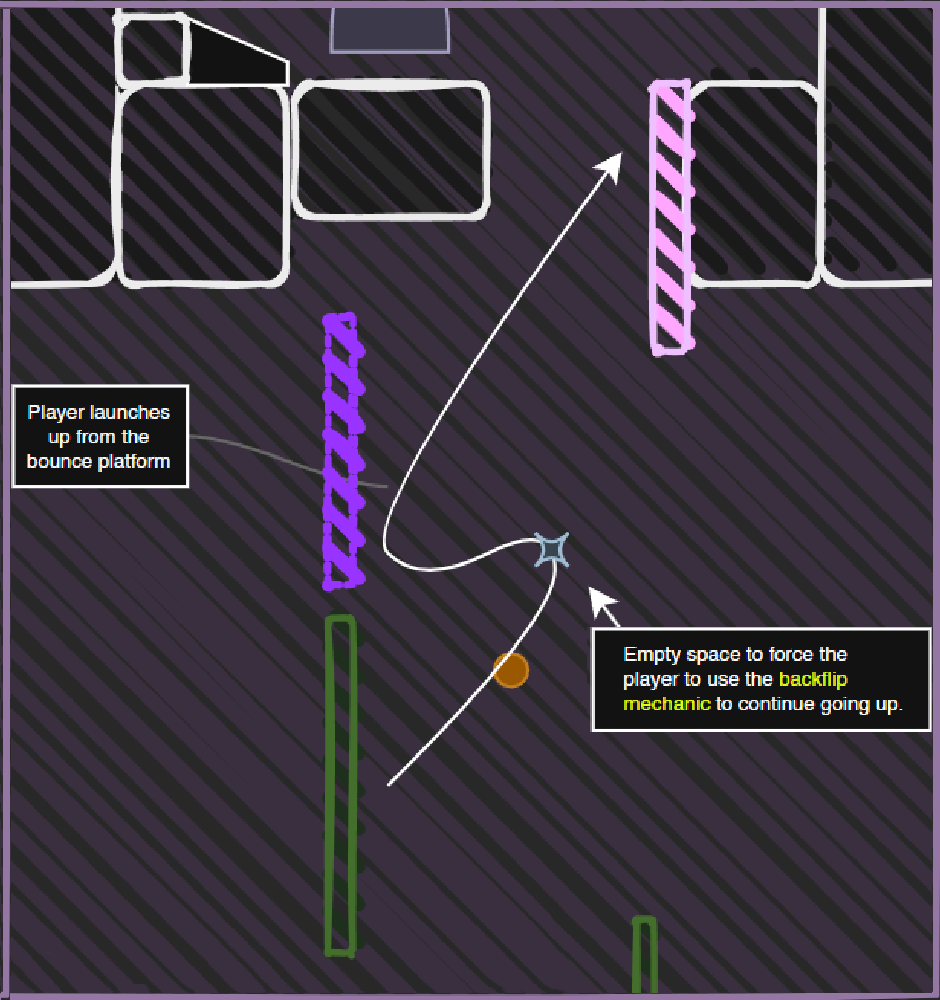 Player launches
up from the
bounce platform
Empty space to force the
player to use the backflip
mechanic to continue going up.